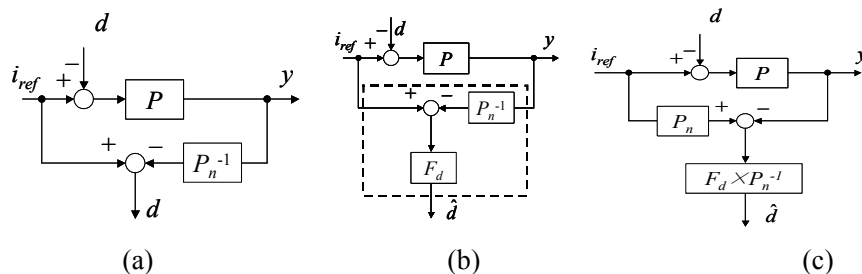 d
−
i_ref
+
P
y
+
−
P_n^-1
d
(a)
d
−
i_ref
+
P
y
+
−
P_n^-1
F_d
d̂
(b)
d
−
i_ref
+
P
y
P_n
+
−
F_d × P_n^-1
d̂
(c)